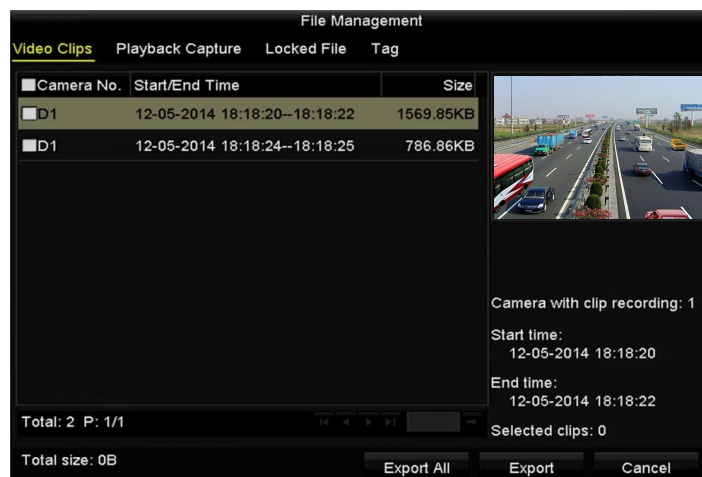 File Management
Video Clips Playback Capture Locked File Tag
Camera No. Start/End Time Size
D1 12-05-2014 18:18:20--18:18:22 1569.85KB
D1 12-05-2014 18:18:24--18:18:25 786.86KB
Camera with clip recording: 1
Start time:
12-05-2014 18:18:20
End time:
12-05-2014 18:18:22
Selected clips: 0
Total: 2 P: 1/1
Total size: 0B
Export All Export Cancel